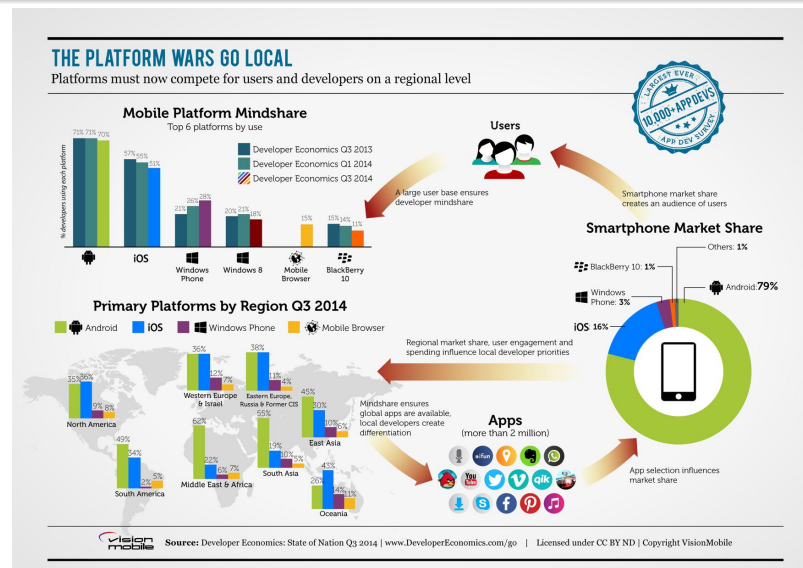 THE PLATFORM WARS GO LOCAL
Platforms must now compete for users and developers on a regional level
LARGEST EVER
10,000+ APP DEVS
APP DEV SURVEY
Mobile Platform Mindshare
Top 6 platforms by use
% developers using each platform
Developer Economics Q3 2013
Developer Economics Q1 2014
Developer Economics Q3 2014
71% 71% 70%
57% 55% 51%
21% 26% 28%
20% 21% 18%
15%
15% 14% 11%
iOS
Windows
Phone
Windows 8
Mobile
Browser
BlackBerry
10
Users
A large user base ensures
developer mindshare
Smartphone market share
creates an audience of users
Smartphone Market Share
Others: 1%
BlackBerry 10: 1%
Android:79%
Windows
Phone: 3%
iOS 16%
Primary Platforms by Region Q3 2014
Android
iOS
Windows Phone
Mobile Browser
35% 36% 9% 8%
North America
36% 12% 7%
Western Europe
& Israel
38% 11% 4%
Eastern Europe,
Russia & Former CIS
45% 30% 10% 6%
East Asia
49% 34% 2% 5%
South America
62% 22% 6% 7%
Middle East & Africa
55% 19% 10% 5%
South Asia
26% 43% 14% 11%
Oceania
Regional market share, user engagement and
spending influence local developer priorities
Mindshare ensures
global apps are available,
local developers create
differentiation
Apps
(more than 2 million)
You
Tube
qik
App selection influences
market share
vision
mobile
Source: Developer Economics: State of Nation Q3 2014 | www.DeveloperEconomics.com/go | Licensed under CC BY ND | Copyright VisionMobile